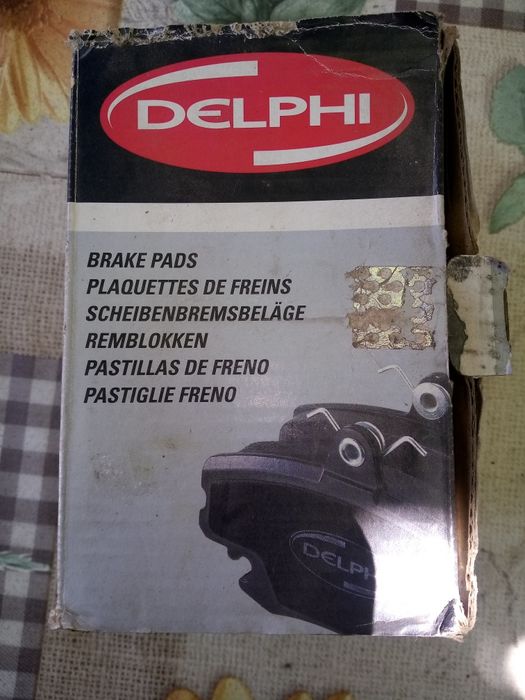 DELPHI
BRAKE PADS
PLAQUETTES DE FREINS
SCHEIBENBREMSBELÄGE
REMBLOKKEN
PASTILLAS DE FRENO
PASTIGLIE FRENO
DELPHI